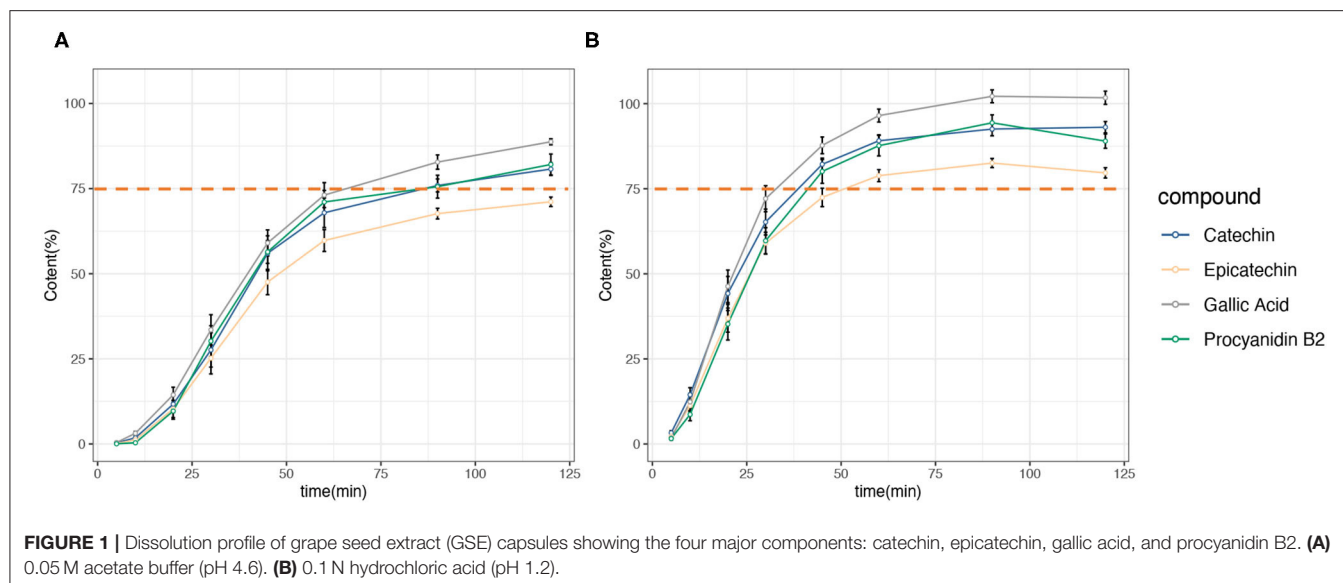 A
B
Cotent(%)
100
75
50
25
0
0 25 50 75 100 125
time(min)
Cotent(%)
100
75
50
25
0
0 25 50 75 100 125
time(min)
compound
Catechin
Epicatechin
Gallic Acid
Procyanidin B2
FIGURE 1 | Dissolution profile of grape seed extract (GSE) capsules showing the four major components: catechin, epicatechin, gallic acid, and procyanidin B2. (A)
0.05 M acetate buffer (pH 4.6). (B) 0.1 N hydrochloric acid (pH 1.2).